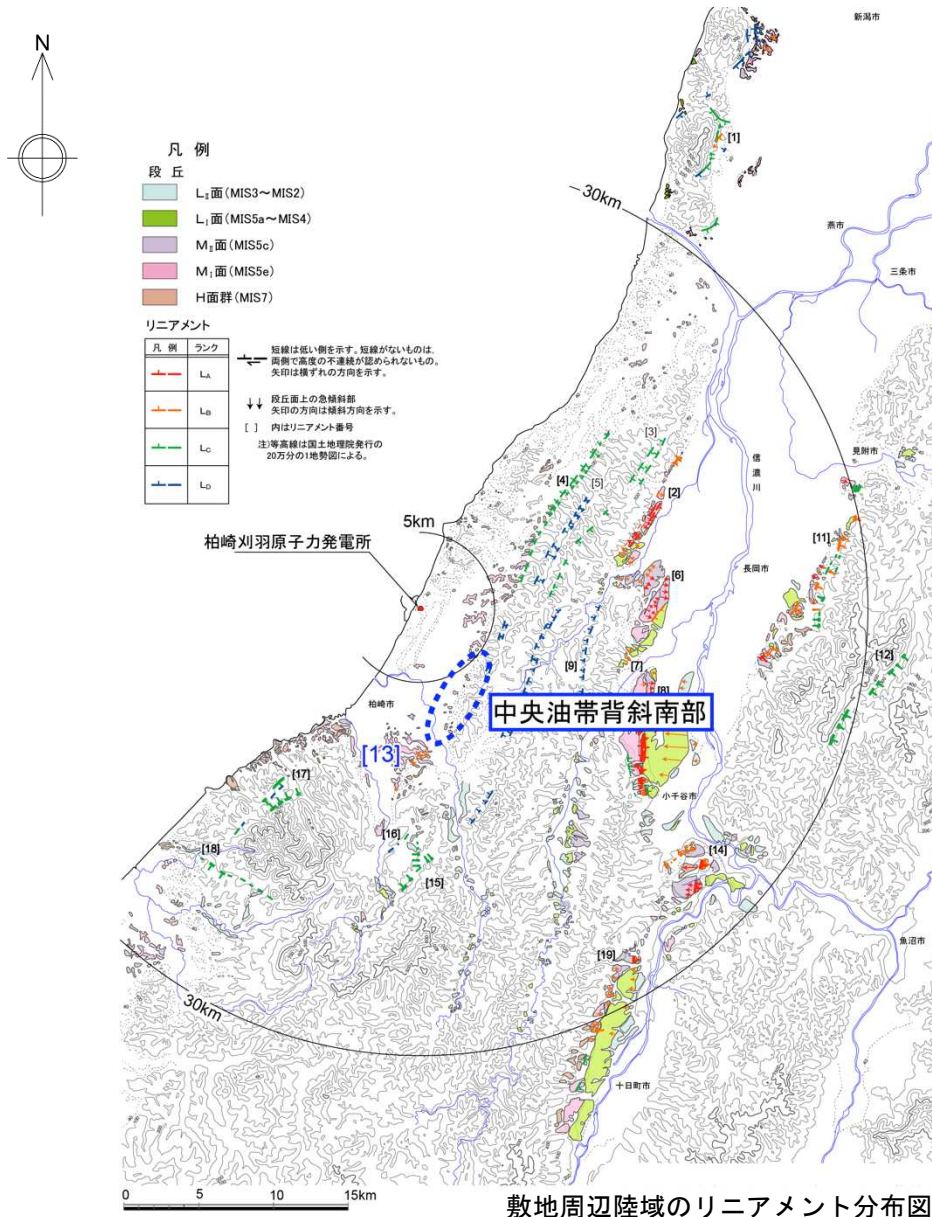 N
凡 例
段 丘
LⅡ面(MIS3～MIS2)
LⅠ面(MIS5a～MIS4)
MⅡ面(MIS5c)
MⅠ面(MIS5e)
H面群(MIS7)
リニアメント
凡 例 ランク
LA
LB
LC
LD
短線は低い側を示す。短線がないものは、
両側で高度の不連続が認められないもの。
矢印は横ずれの方向を示す。
段丘面上の急傾斜部
矢印の方向は傾斜方向を示す。
[ ] 内はリニアメント番号
注)等高線は国土地理院発行の
20万分の1地勢図による。
新潟市
[1]
30km
燕市
三条市
見附市
信濃川
[3]
[4]
[5]
[2]
5km
柏崎刈羽原子力発電所
[11]
長岡市
[6]
[12]
[7]
[9]
[8]
柏崎市
中央油帯背斜南部
[13]
[17]
小千谷市
[16]
[18]
[14]
[15]
魚沼市
[19]
30km
十日町市
0 5 10 15km
敷地周辺陸域のリニアメント分布図